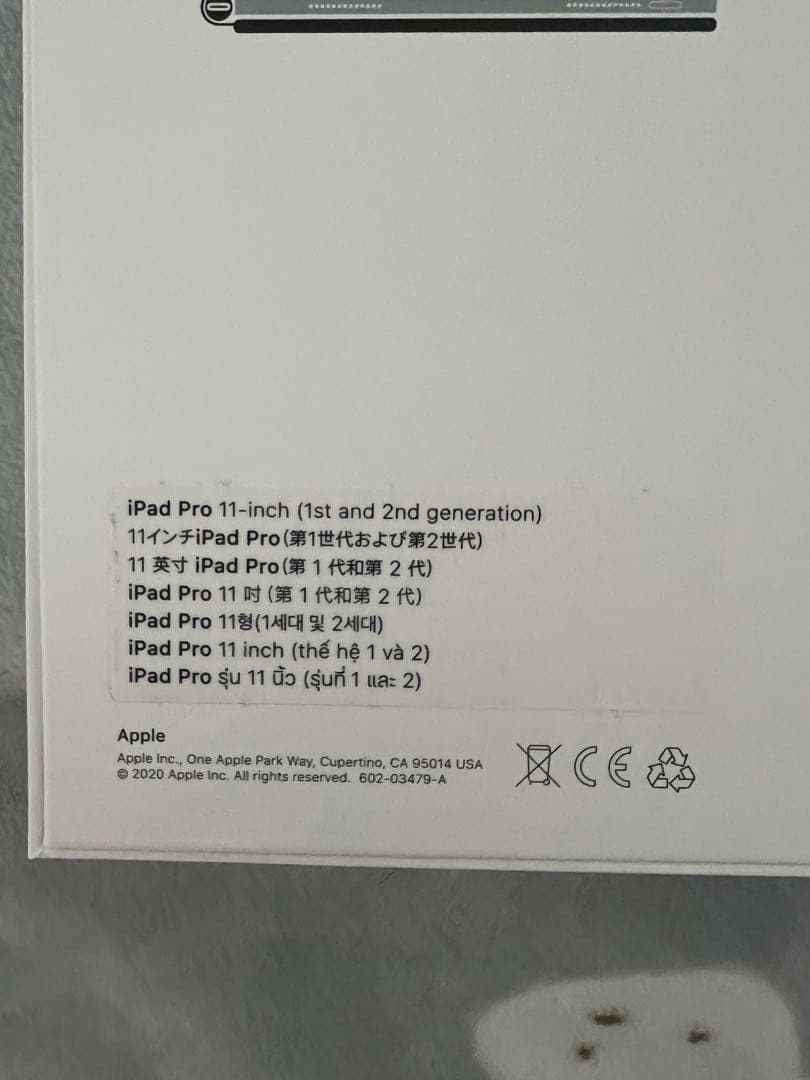 iPad Pro 11-inch (1st and 2nd generation)
11インチiPad Pro(第1世代および第2世代)
11 英寸 iPad Pro(第 1 代和第 2 代)
iPad Pro 11 吋 (第 1 代和第 2 代)
iPad Pro 11형(1세대 및 2세대)
iPad Pro 11 inch (thế hệ 1 và 2)
iPad Pro รุ่น 11 นิ้ว (รุ่นที่ 1 และ 2)
Apple
Apple Inc., One Apple Park Way, Cupertino, CA 95014 USA
© 2020 Apple Inc. All rights reserved. 602-03479-A
CE